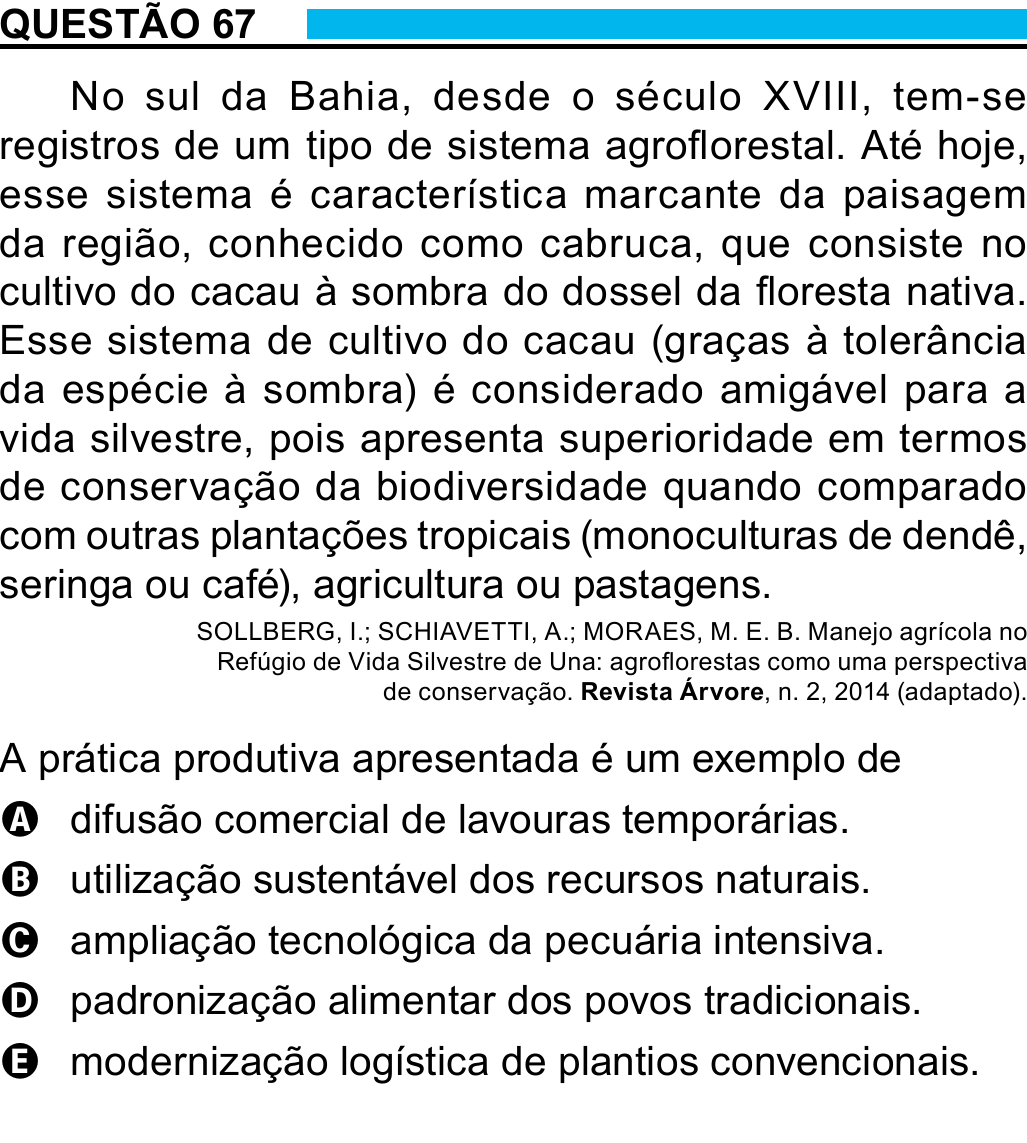 QUESTÃO 67
No sul da Bahia, desde o século XVIII, tem-se
registros de um tipo de sistema agroflorestal. Até hoje,
esse sistema é característica marcante da paisagem
da região, conhecido como cabruca, que consiste no
cultivo do cacau à sombra do dossel da floresta nativa.
Esse sistema de cultivo do cacau (graças à tolerância
da espécie à sombra) é considerado amigável para a
vida silvestre, pois apresenta superioridade em termos
de conservação da biodiversidade quando comparado
com outras plantações tropicais (monoculturas de dendê,
seringa ou café), agricultura ou pastagens.
SOLLBERG, I.; SCHIAVETTI, A.; MORAES, M. E. B. Manejo agrícola no
Refúgio de Vida Silvestre de Una: agroflorestas como uma perspectiva
de conservação. Revista Árvore, n. 2, 2014 (adaptado).
A prática produtiva apresentada é um exemplo de
A difusão comercial de lavouras temporárias.
B utilização sustentável dos recursos naturais.
C ampliação tecnológica da pecuária intensiva.
D padronização alimentar dos povos tradicionais.
E modernização logística de plantios convencionais.